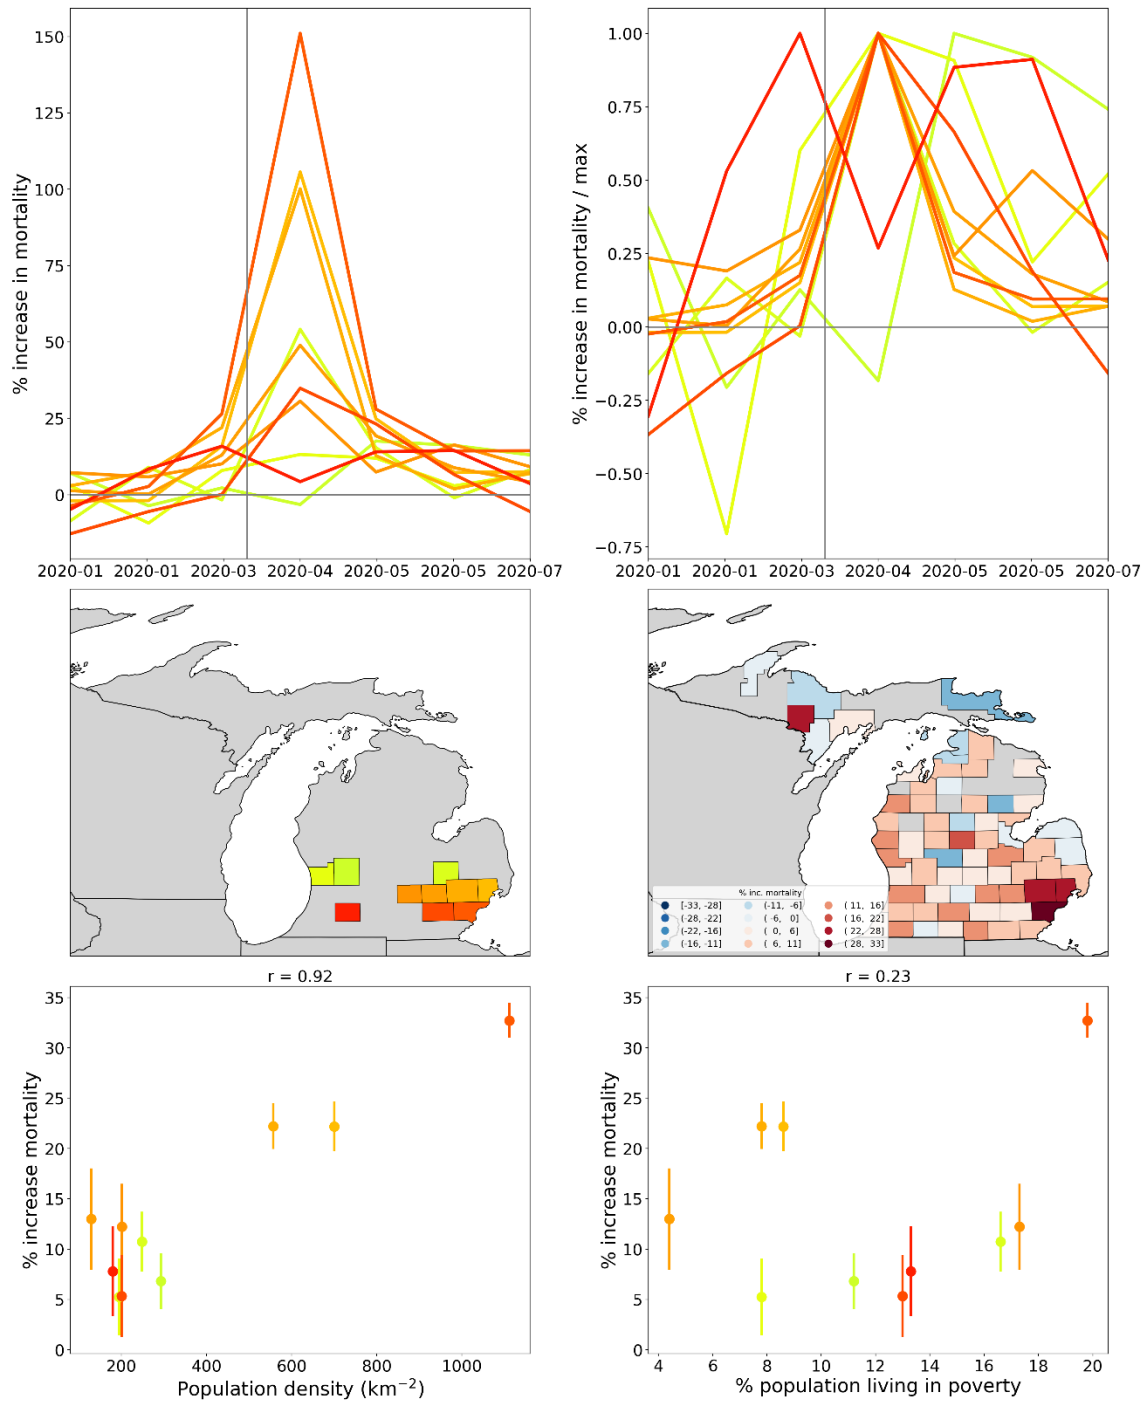 150
125
100
75
50
25
0
% increase in mortality
2020-01 2020-01 2020-03 2020-04 2020-05 2020-05 2020-07
1.00
0.75
0.50
0.25
0.00
−0.25
−0.50
−0.75
% increase in mortality / max
2020-01 2020-01 2020-03 2020-04 2020-05 2020-05 2020-07
% inc. mortality
[-33, -28] (-11, -6] ( 11, 16]
(-28, -22] ( -6, 0] ( 16, 22]
(-22, -16] ( 0, 6] ( 22, 28]
(-16, -11] ( 6, 11] ( 28, 33]
r = 0.92
35
30
25
20
15
10
5
0
% increase mortality
200 400 600 800 1000
Population density (km⁻²)
r = 0.23
35
30
25
20
15
10
5
0
% increase mortality
4 6 8 10 12 14 16 18 20
% population living in poverty